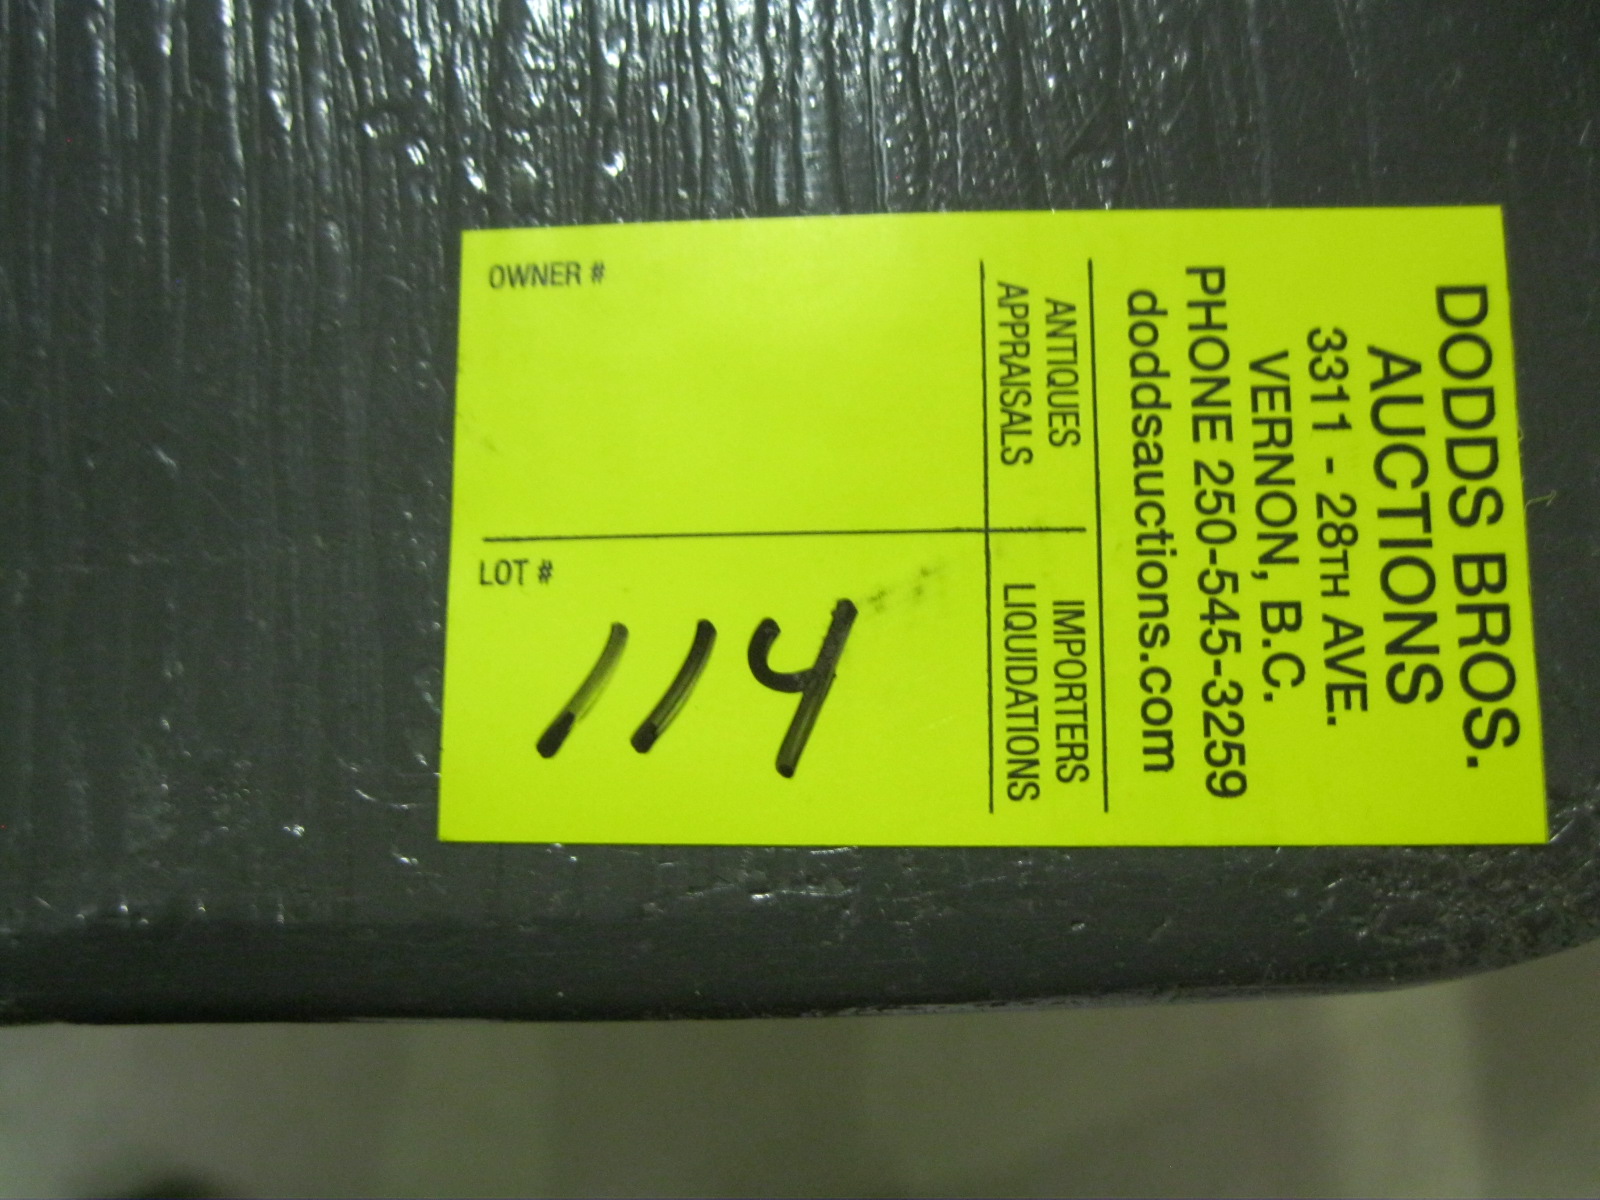 DODDS BROS.
AUCTIONS
3311 - 28TH AVE.
VERNON, B.C.
PHONE 250-545-3259
doddsauctions.com
ANTIQUES
APPRAISALS
IMPORTERS
LIQUIDATIONS
OWNER #
LOT #
114